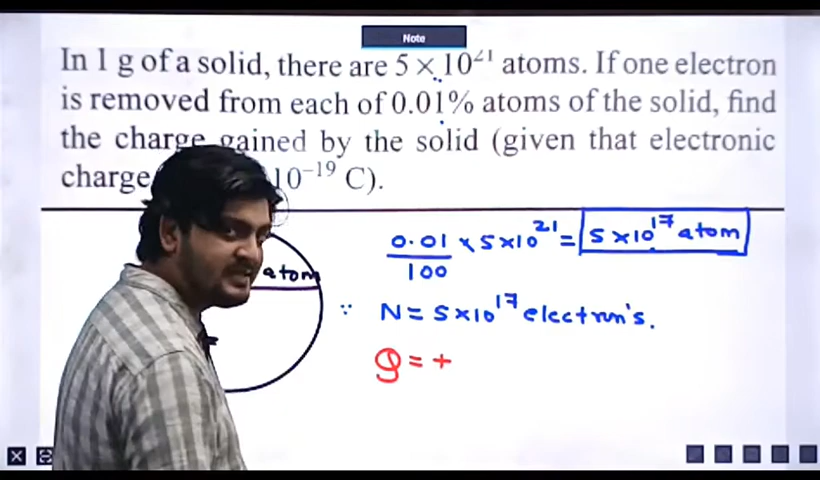 Note
In 1 g of a solid, there are 5 × 10²¹ atoms. If one electron
is removed from each of 0.01% atoms of the solid, find
the charge gained by the solid (given that electronic
charge 10⁻¹⁹ C).
0.01/100 × 5×10²¹ = 5×10¹⁷ atom
atom
∵ N = 5×10¹⁷ electron's.
Q = +